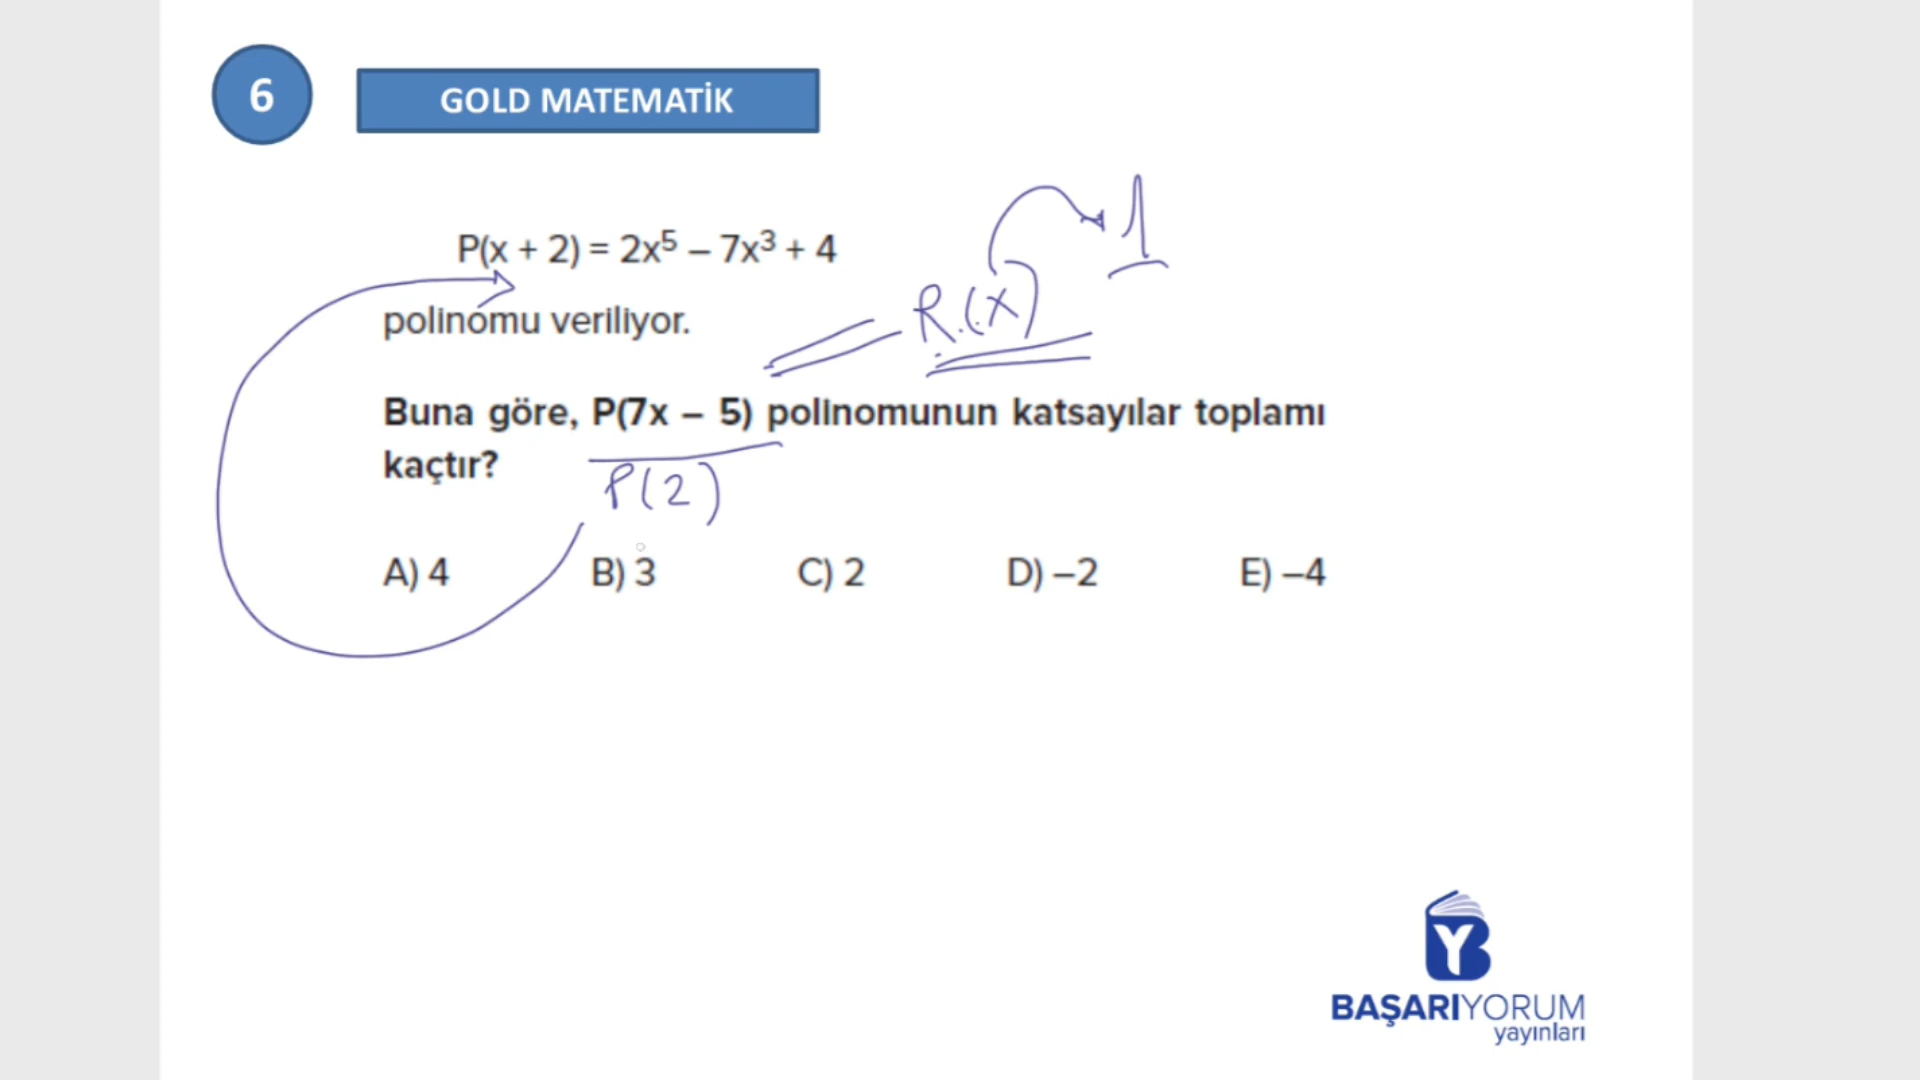 6
GOLD MATEMATİK
1
P(x + 2) = 2x⁵ – 7x³ + 4
R(x)
polinomu veriliyor.
Buna göre, P(7x – 5) polinomunun katsayılar toplamı
kaçtır?
P(2)
A) 4 B) 3 C) 2 D) –2 E) –4
BAŞARIYORUM
yayınları